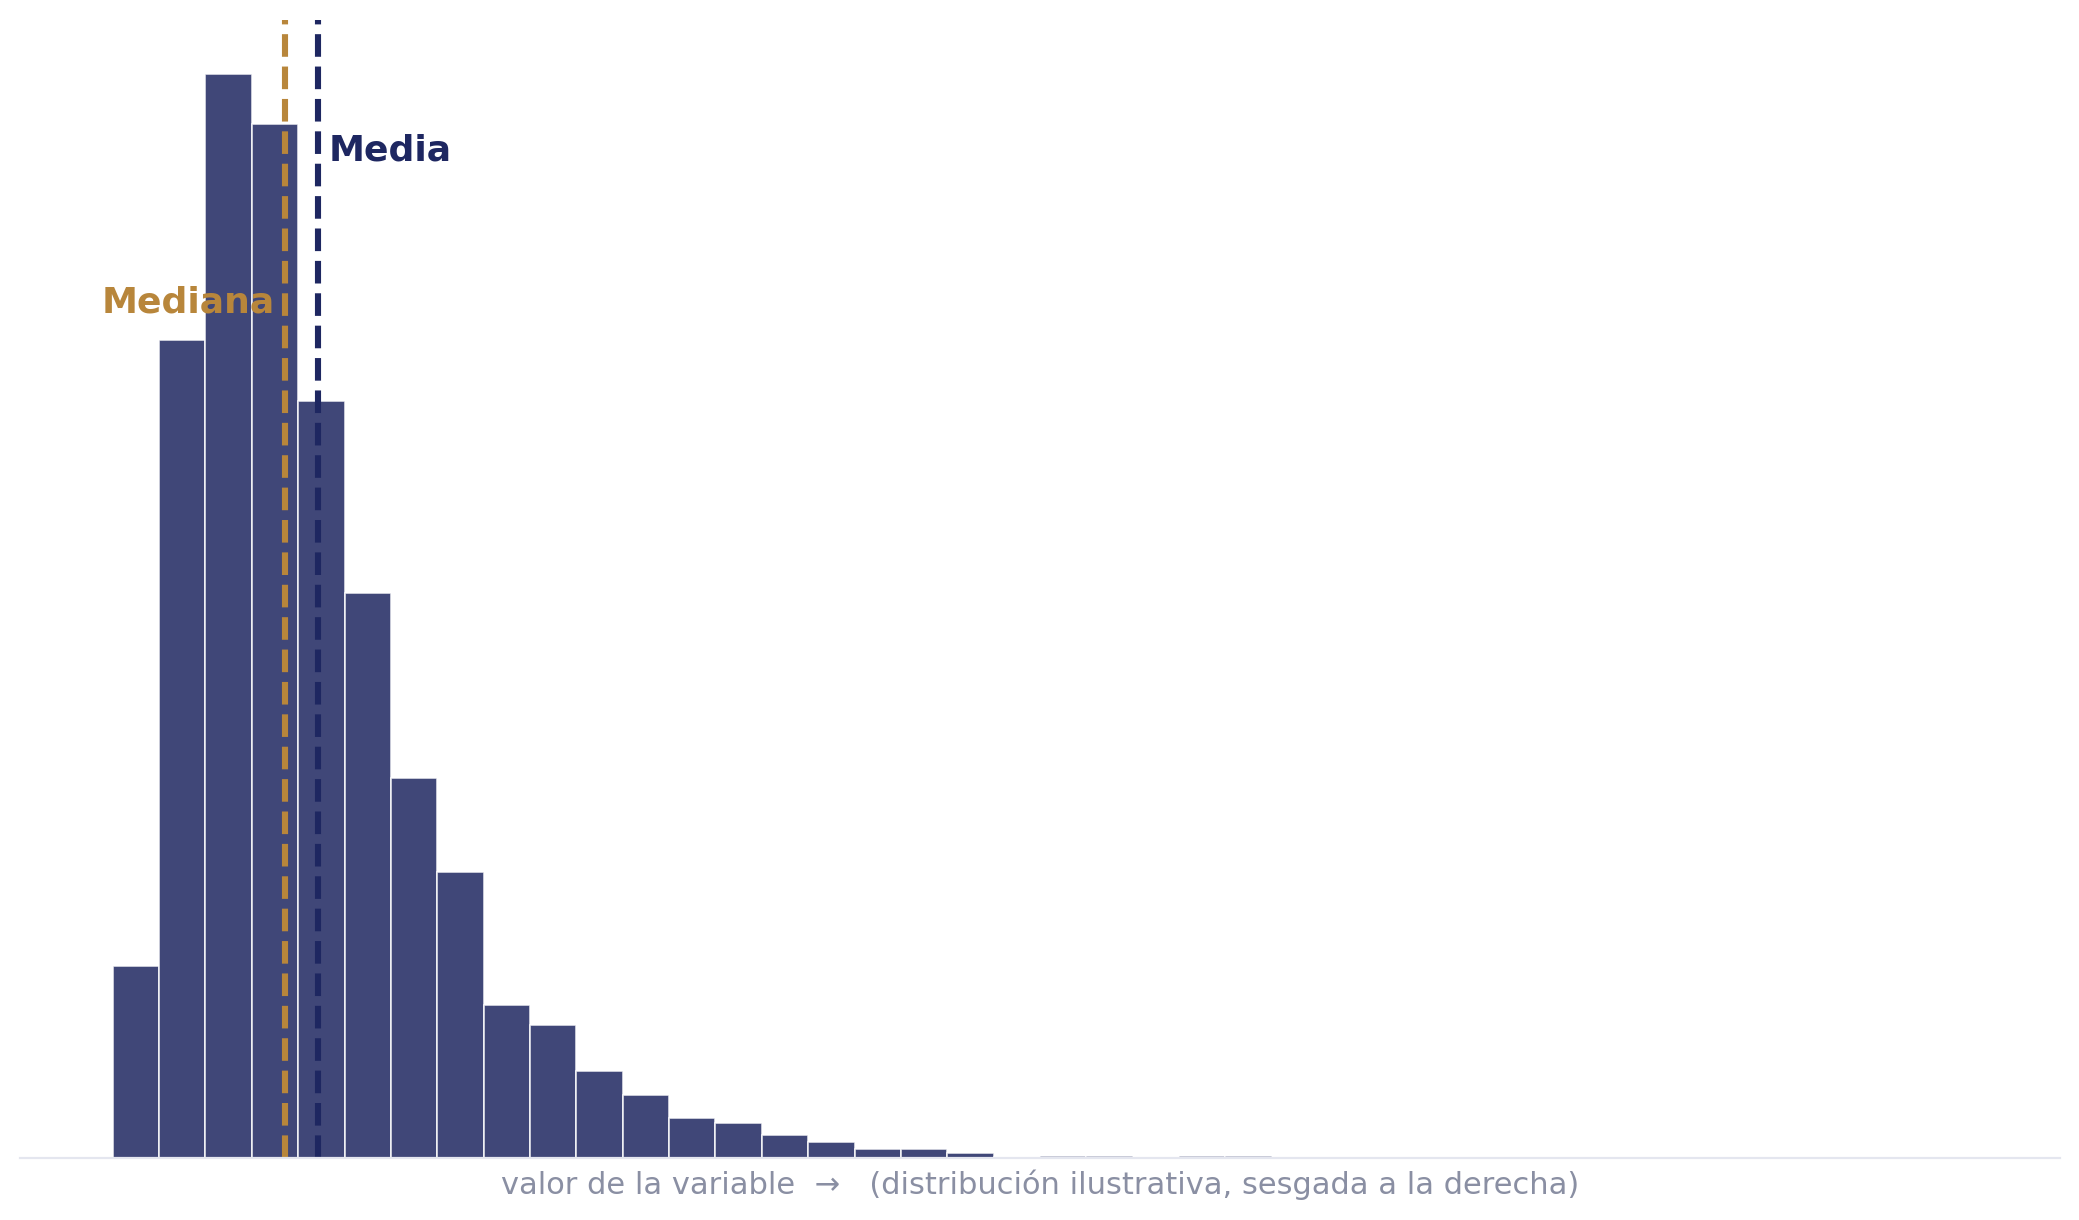 Media
Mediana
valor de la variable → (distribución ilustrativa, sesgada a la derecha)